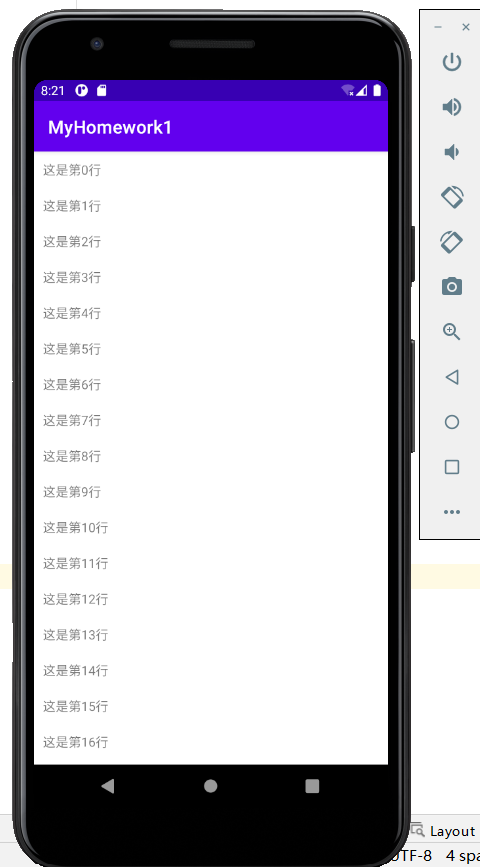 8:21
MyHomework1
这是第0行
这是第1行
这是第2行
这是第3行
这是第4行
这是第5行
这是第6行
这是第7行
这是第8行
这是第9行
这是第10行
这是第11行
这是第12行
这是第13行
这是第14行
这是第15行
这是第16行
Layout
UTF-8 4 spa